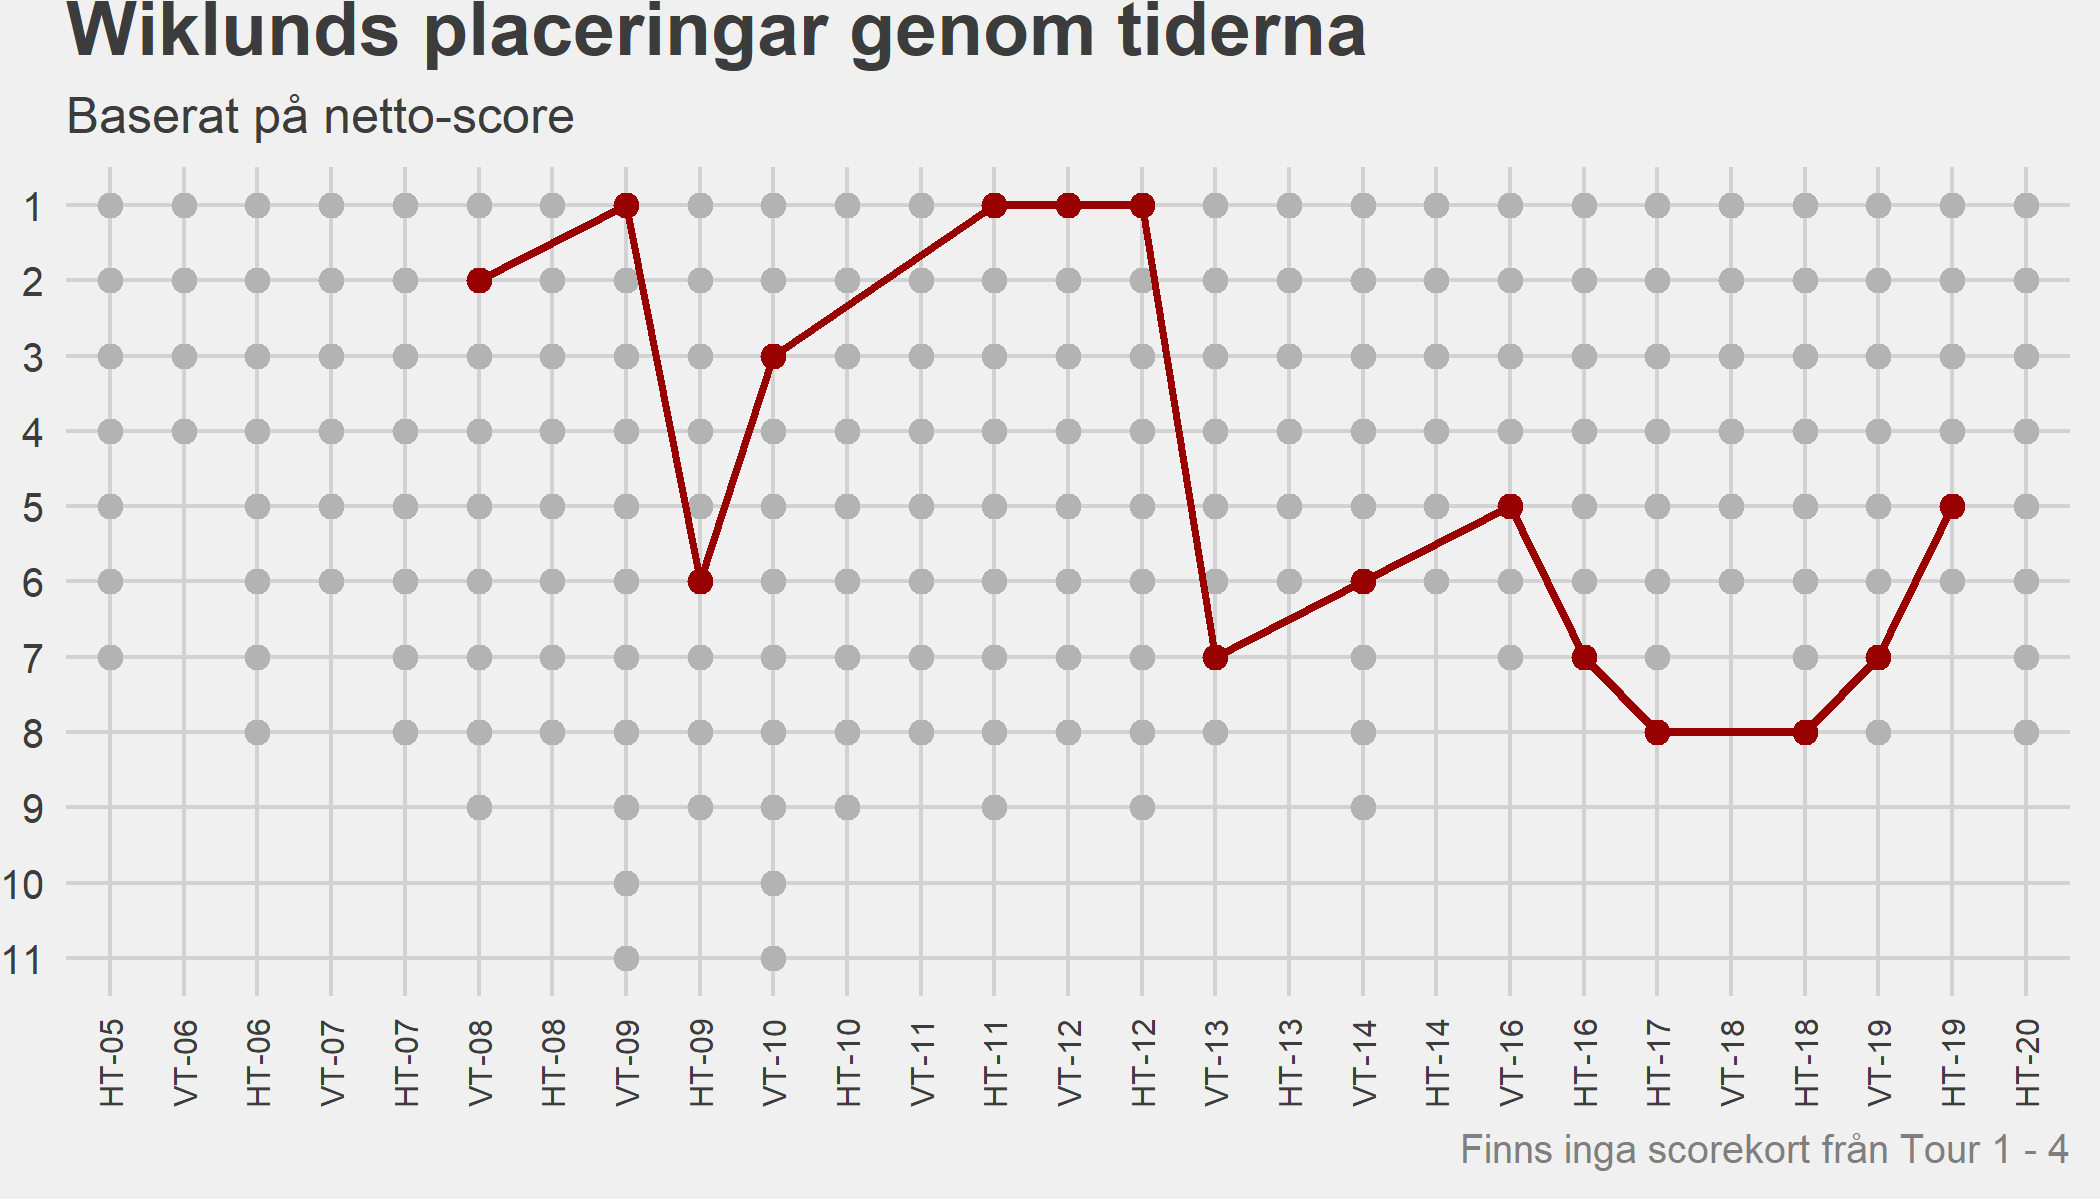 Wiklunds placeringar genom tiderna
Baserat på netto-score
1
2
3
4
5
6
7
8
9
10
11
HT-05
VT-06
HT-06
VT-07
HT-07
VT-08
HT-08
VT-09
HT-09
VT-10
HT-10
VT-11
HT-11
VT-12
HT-12
VT-13
HT-13
VT-14
HT-14
VT-16
HT-16
HT-17
VT-18
HT-18
VT-19
HT-19
HT-20
Finns inga scorekort från Tour 1 - 4